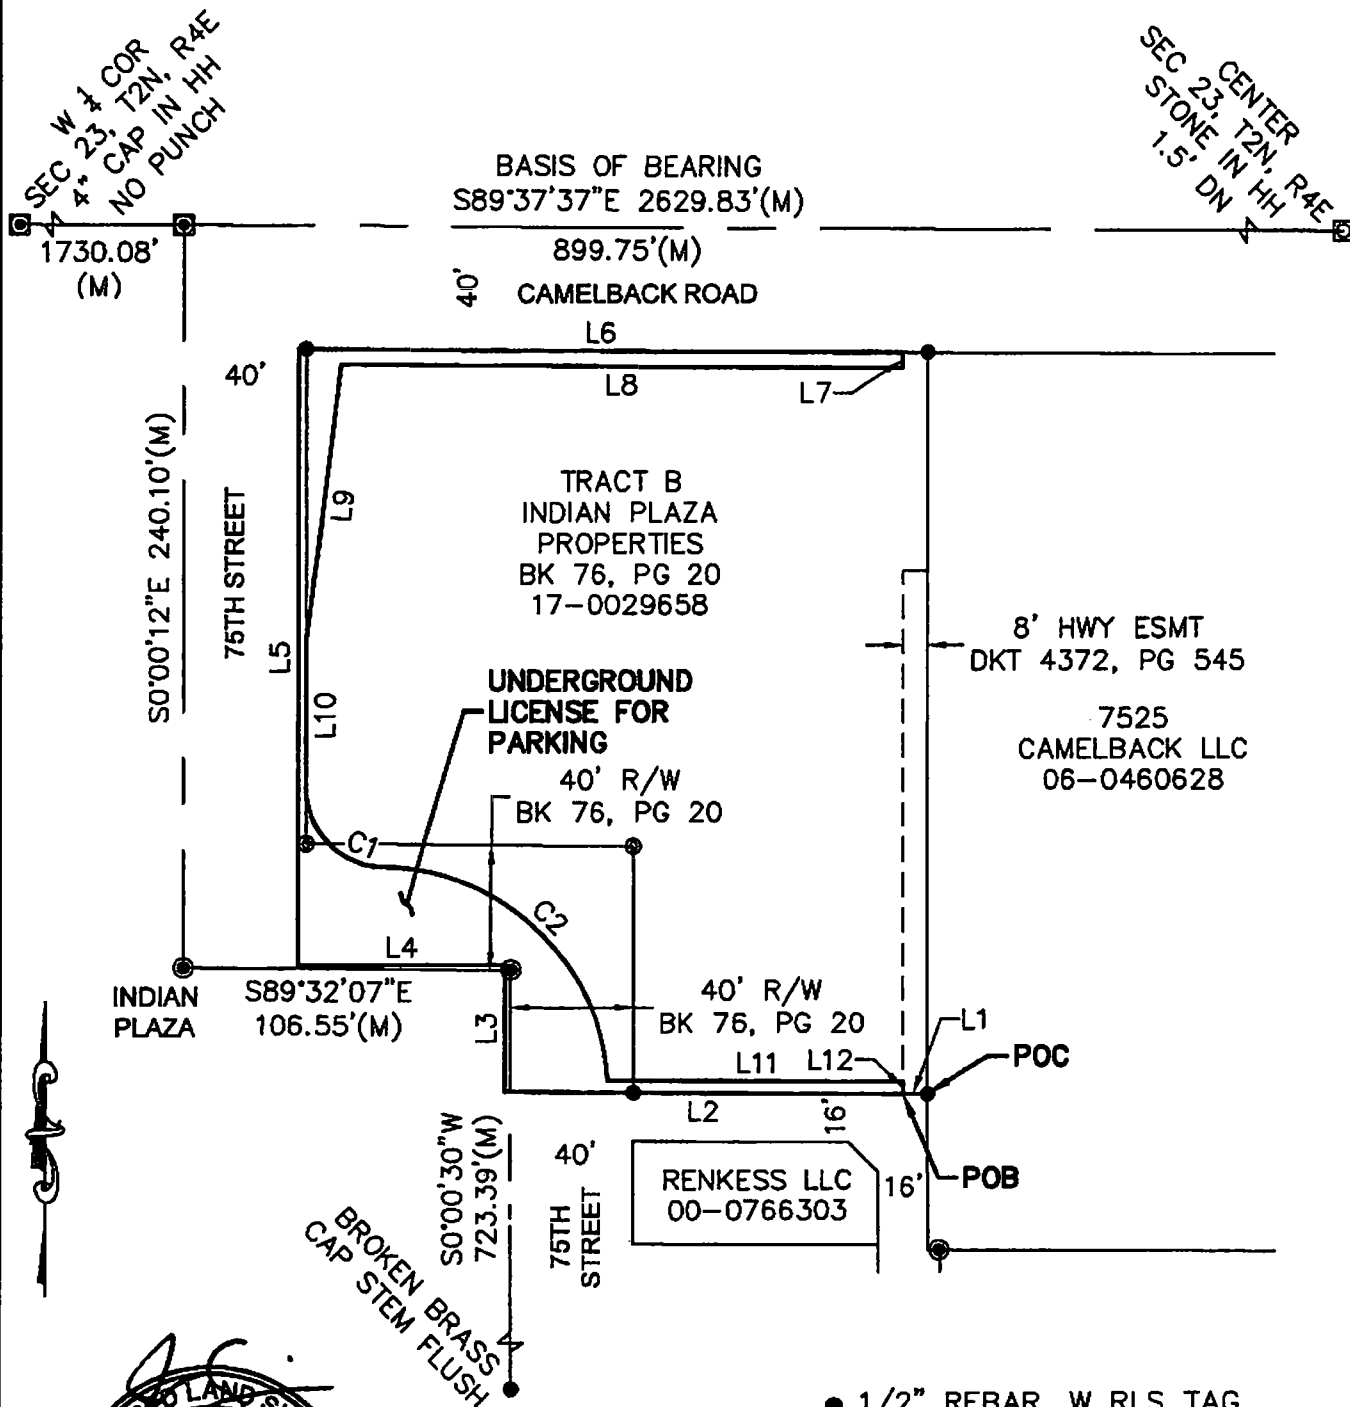 W 1/4 COR
SEC 23, T2N, R4E
4" CAP IN HH
NO PUNCH
CENTER
SEC 23, T2N, R4E
STONE IN HH
1.5' DN
BASIS OF BEARING
S89°37'37"E 2629.83'(M)
1730.08'
(M)
899.75'(M)
40'
CAMELBACK ROAD
L6
40'
L8
L7
S0°00'12"E 240.10'(M)
75TH STREET
L5
L9
L10
TRACT B
INDIAN PLAZA
PROPERTIES
BK 76, PG 20
17-0029658
8' HWY ESMT
DKT 4372, PG 545
7525
CAMELBACK LLC
06-0460628
UNDERGROUND
LICENSE FOR
PARKING
40' R/W
BK 76, PG 20
C1
C2
L4
INDIAN
PLAZA
S89°32'07"E
106.55'(M)
L3
40' R/W
BK 76, PG 20
L1
L11
L12
POC
L2
16'
POB
S0°00'30"W
723.39'(M)
40'
75TH
STREET
RENKESS LLC
00-0766303
16'
BROKEN BRASS
CAP STEM FLUSH
LAND
1/2" REBAR, W RLS TAG